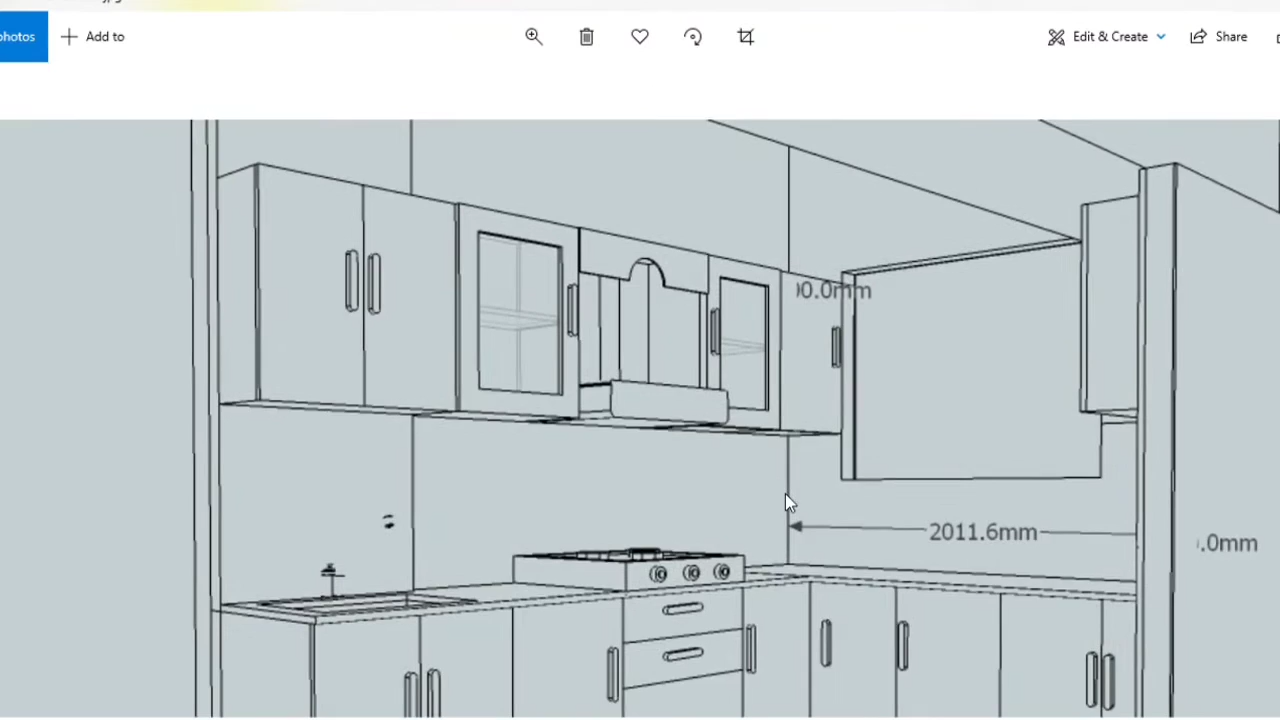 photos
Add to
Edit & Create
Share
0.0mm
2011.6mm
.0mm